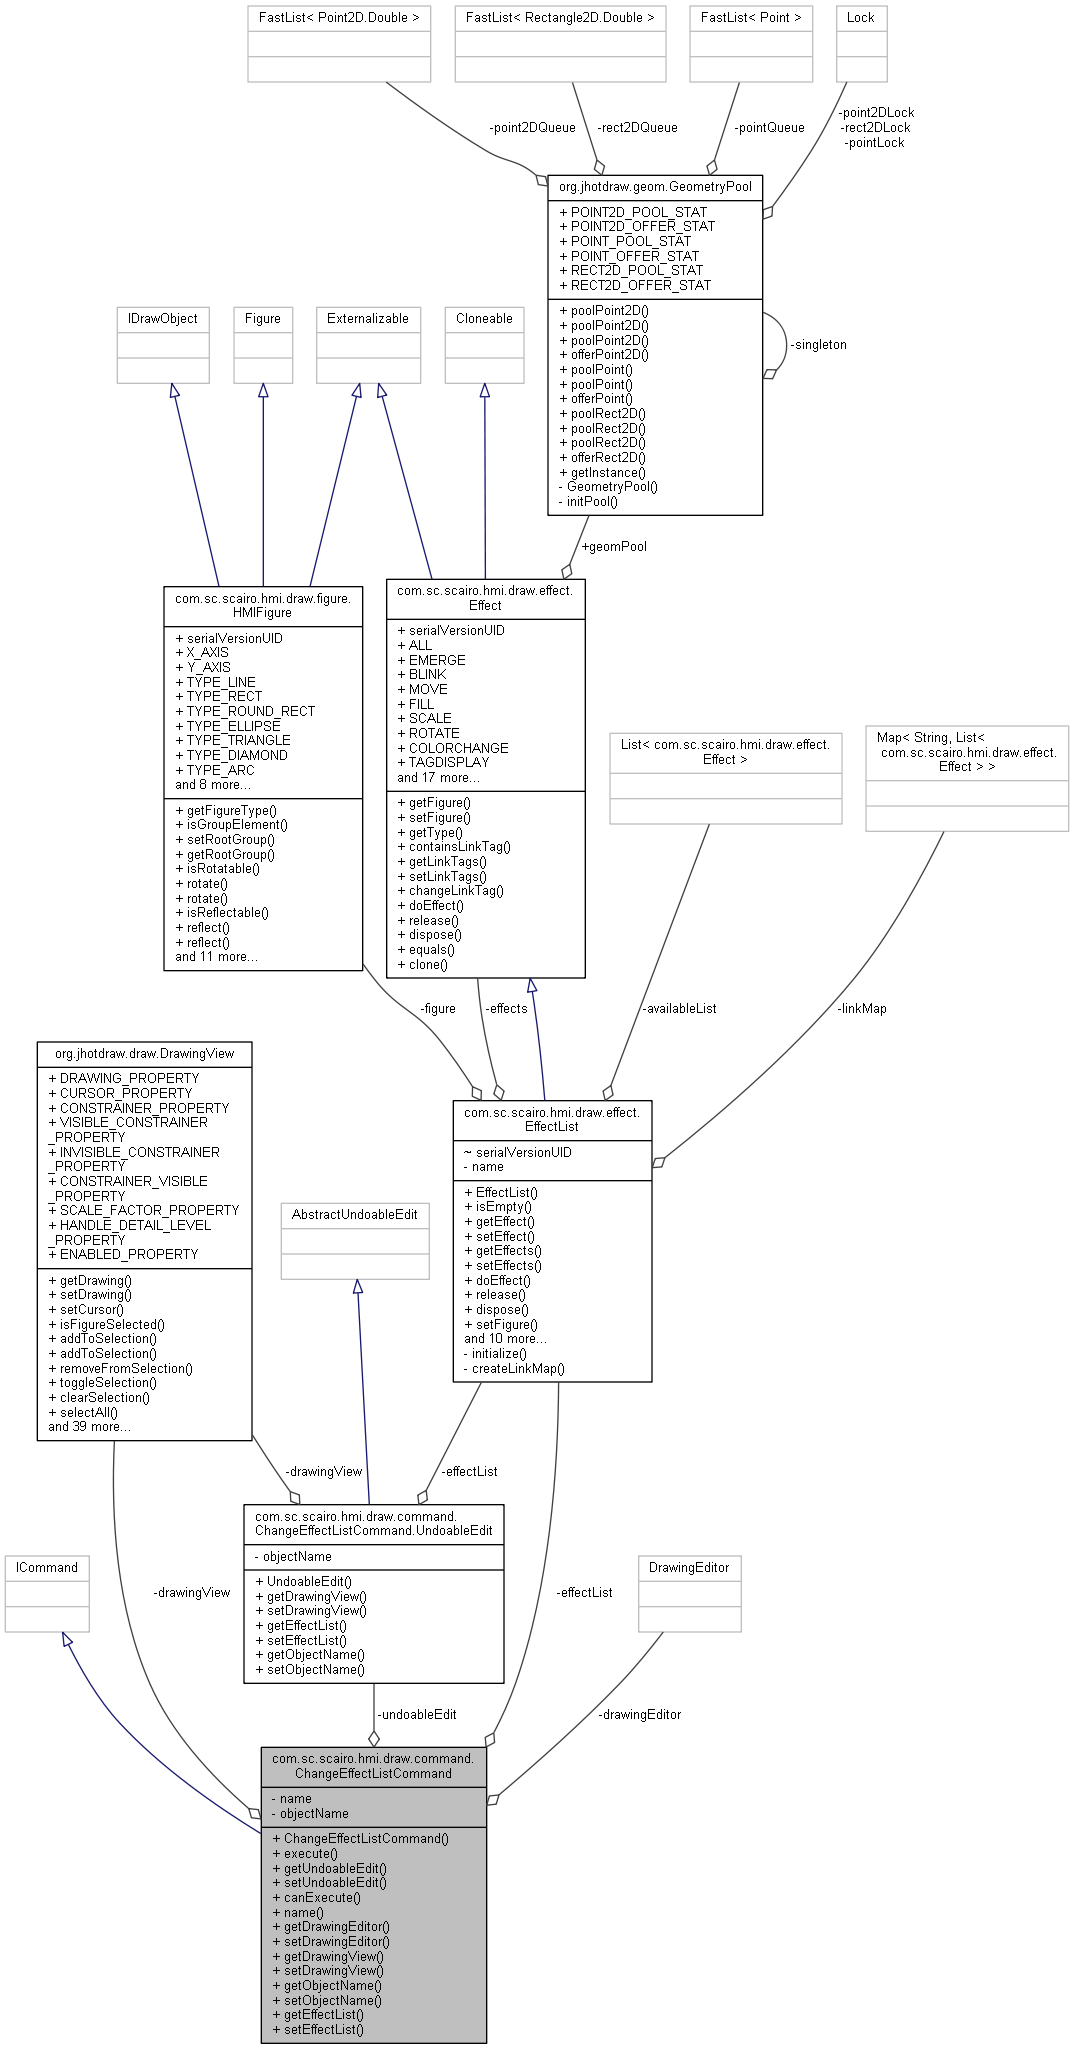 FastList< Point2D.Double >
FastList< Rectangle2D.Double >
FastList< Point >
Lock
-point2DQueue
-rect2DQueue
-pointQueue
-point2DLock
-rect2DLock
-pointLock
org.jhotdraw.geom.GeometryPool
+ POINT2D_POOL_STAT
+ POINT2D_OFFER_STAT
+ POINT_POOL_STAT
+ POINT_OFFER_STAT
+ RECT2D_POOL_STAT
+ RECT2D_OFFER_STAT
+ poolPoint2D()
+ poolPoint2D()
+ poolPoint2D()
+ offerPoint2D()
+ poolPoint()
+ poolPoint()
+ offerPoint()
+ poolRect2D()
+ poolRect2D()
+ poolRect2D()
+ offerRect2D()
+ getInstance()
- GeometryPool()
- initPool()
-singleton
IDrawObject
Figure
Externalizable
Cloneable
+geomPool
com.sc.scairo.hmi.draw.figure.
HMIFigure
+ serialVersionUID
+ X_AXIS
+ Y_AXIS
+ TYPE_LINE
+ TYPE_RECT
+ TYPE_ROUND_RECT
+ TYPE_ELLIPSE
+ TYPE_TRIANGLE
+ TYPE_DIAMOND
+ TYPE_ARC
and 8 more...
+ getFigureType()
+ isGroupElement()
+ setRootGroup()
+ getRootGroup()
+ isRotatable()
+ rotate()
+ rotate()
+ isReflectable()
+ reflect()
+ reflect()
and 11 more...
com.sc.scairo.hmi.draw.effect.
Effect
+ serialVersionUID
+ ALL
+ EMERGE
+ BLINK
+ MOVE
+ FILL
+ SCALE
+ ROTATE
+ COLORCHANGE
+ TAGDISPLAY
and 17 more...
+ getFigure()
+ setFigure()
+ getType()
+ containsLinkTag()
+ getLinkTags()
+ setLinkTags()
+ changeLinkTag()
+ doEffect()
+ release()
+ dispose()
+ equals()
+ clone()
List< com.sc.scairo.hmi.draw.effect.
Effect >
Map< String, List<
com.sc.scairo.hmi.draw.effect.
Effect > >
-figure
-effects
-availableList
-linkMap
org.jhotdraw.draw.DrawingView
+ DRAWING_PROPERTY
+ CURSOR_PROPERTY
+ CONSTRAINER_PROPERTY
+ VISIBLE_CONSTRAINER
_PROPERTY
+ INVISIBLE_CONSTRAINER
_PROPERTY
+ CONSTRAINER_VISIBLE
_PROPERTY
+ SCALE_FACTOR_PROPERTY
+ HANDLE_DETAIL_LEVEL
_PROPERTY
+ ENABLED_PROPERTY
+ getDrawing()
+ setDrawing()
+ setCursor()
+ isFigureSelected()
+ addToSelection()
+ addToSelection()
+ removeFromSelection()
+ toggleSelection()
+ clearSelection()
+ selectAll()
and 39 more...
AbstractUndoableEdit
com.sc.scairo.hmi.draw.effect.
EffectList
~ serialVersionUID
- name
+ EffectList()
+ isEmpty()
+ getEffect()
+ setEffect()
+ getEffects()
+ setEffects()
+ doEffect()
+ release()
+ dispose()
+ setFigure()
and 10 more...
- initialize()
- createLinkMap()
-drawingView
-effectList
com.sc.scairo.hmi.draw.command.
ChangeEffectListCommand.UndoableEdit
- objectName
+ UndoableEdit()
+ getDrawingView()
+ setDrawingView()
+ getEffectList()
+ setEffectList()
+ getObjectName()
+ setObjectName()
ICommand
-drawingView
-effectList
DrawingEditor
-undoableEdit
-drawingEditor
com.sc.scairo.hmi.draw.command.
ChangeEffectListCommand
- name
- objectName
+ ChangeEffectListCommand()
+ execute()
+ getUndoableEdit()
+ setUndoableEdit()
+ canExecute()
+ name()
+ getDrawingEditor()
+ setDrawingEditor()
+ getDrawingView()
+ setDrawingView()
+ getObjectName()
+ setObjectName()
+ getEffectList()
+ setEffectList()